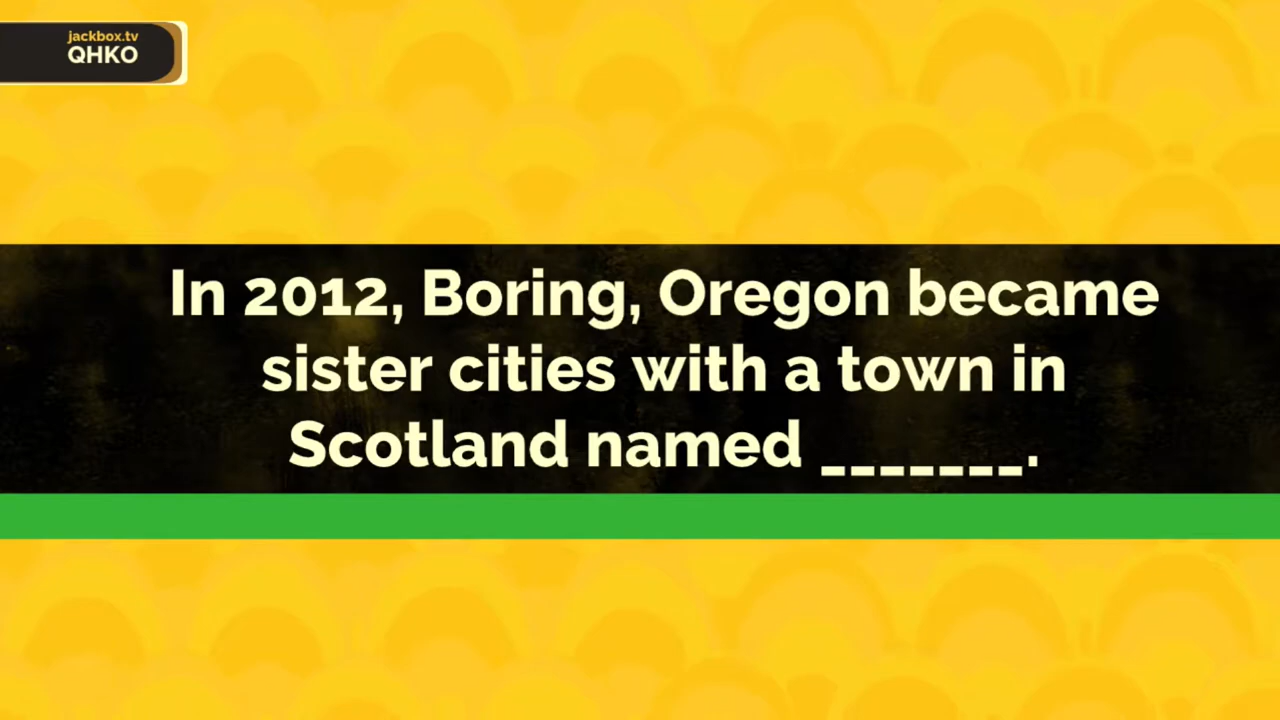 jackbox.tv
QHKO
In 2012, Boring, Oregon became
sister cities with a town in
Scotland named _______.